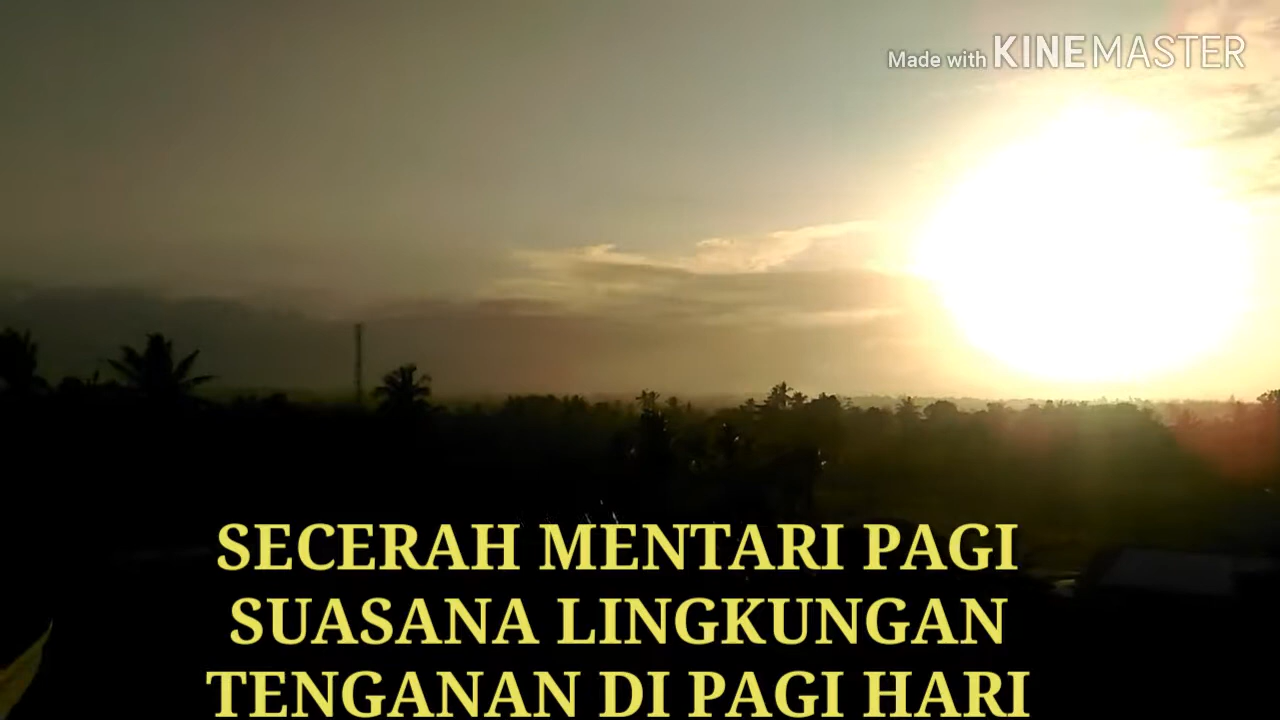 Made with KINEMASTER
SECERAH MENTARI PAGI
SUASANA LINGKUNGAN
TENGANAN DI PAGI HARI